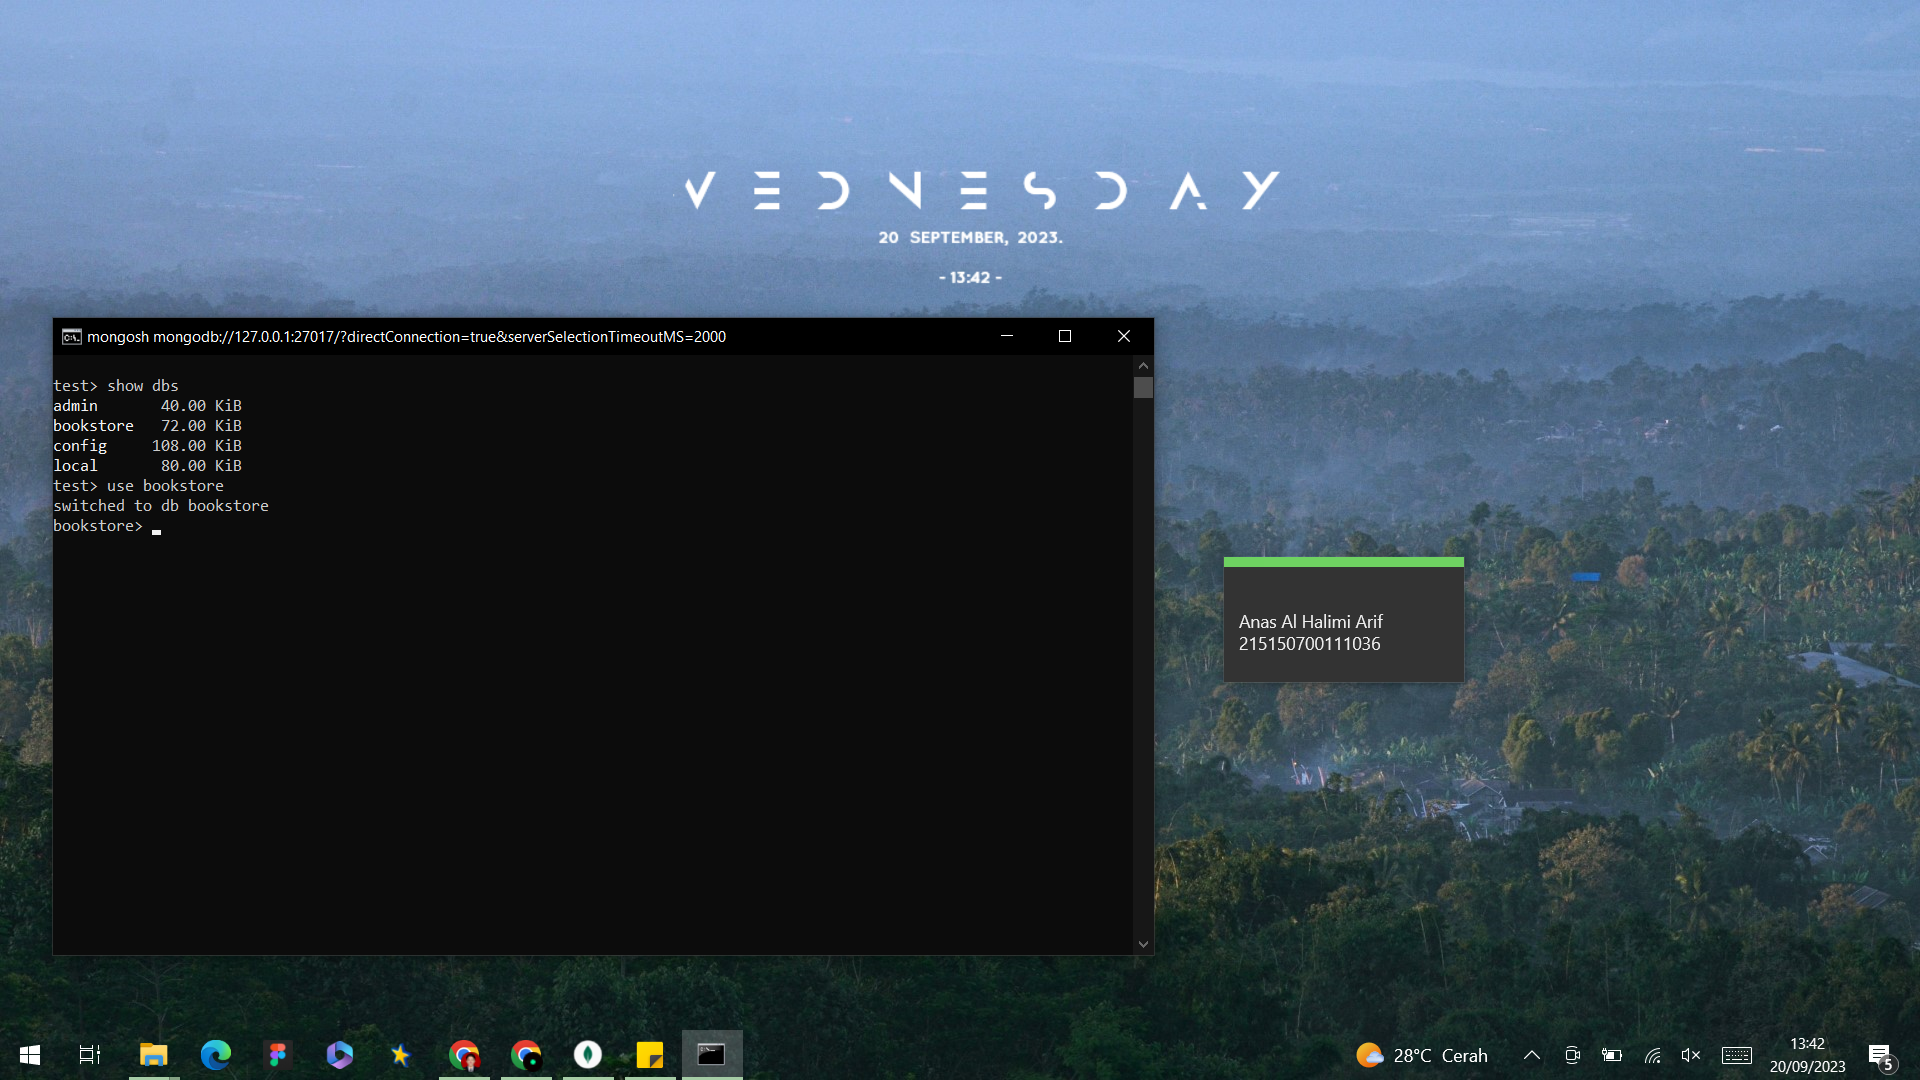 VEDNESDAY
20 SEPTEMBER, 2023.
- 13:42 -
mongosh mongodb://127.0.0.1:27017/?directConnection=true&serverSelectionTimeoutMS=2000
test> show dbs
admin 40.00 KiB
bookstore 72.00 KiB
config 108.00 KiB
local 80.00 KiB
test> use bookstore
switched to db bookstore
bookstore>
Anas Al Halimi Arif
215150700111036
28°C Cerah
13:42
20/09/2023
5